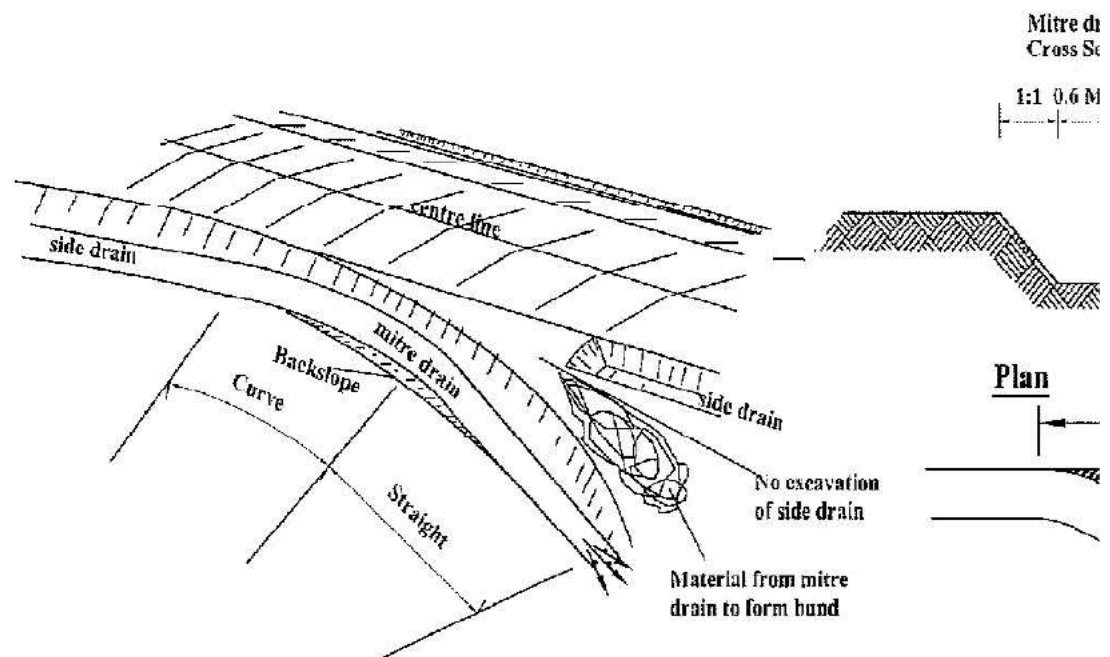 Mitre dr
Cross Se
1:1 0.6 M
centre line
side drain
mitre drain
Backslope
Curve
Straight
side drain
Plan
No excavation
of side drain
Material from mitre
drain to form bund